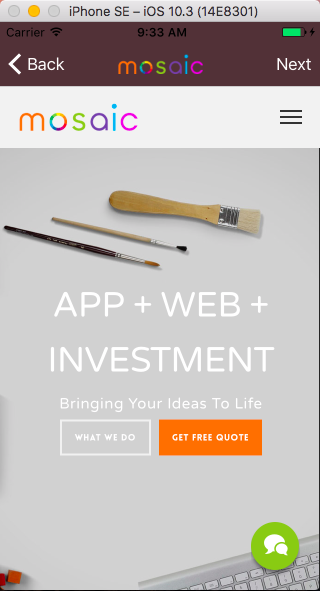 iPhone SE – iOS 10.3 (14E8301)
Carrier 9:33 AM
Back mosaic Next
mosaic
APP + WEB +
INVESTMENT
Bringing Your Ideas To Life
WHAT WE DO GET FREE QUOTE